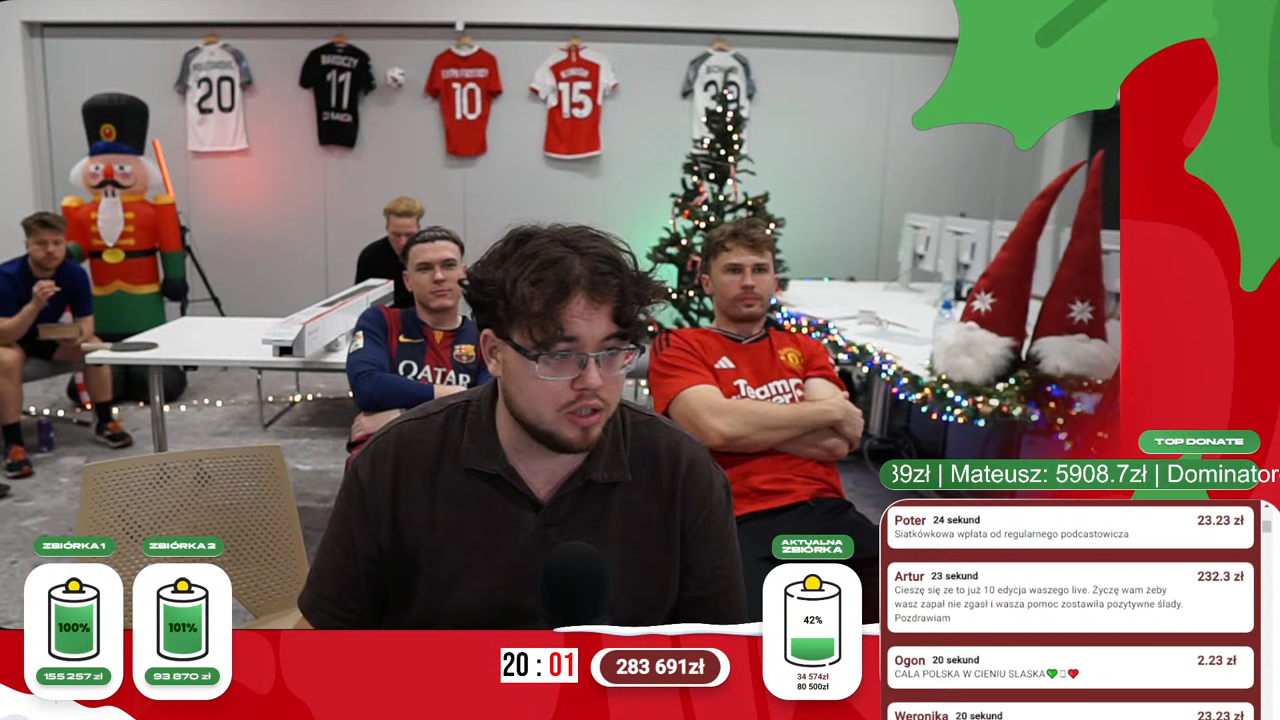 20
11
10
15
QATAR
Team
TOP DONATE
39zł | Mateusz: 5908.7zł | Dominator
Poter 24 sekund 23.23 zł
Siatkówkowa wpłata od regularnego podcastowicza
Artur 23 sekund 232.3 zł
Cieszę się ze to już 10 edycja waszego live. Życzę wam żeby
wasz zapał nie zgasł i wasza pomoc zostawiła pozytywne ślady.
Pozdrawiam
Ogon 20 sekund 2.23 zł
CAŁA POLSKA W CIENIU SLASKA💚❤️
Weronika 20 sekund 23.23 zł
ZBIÓRKA 1
100%
155 257 zł
ZBIÓRKA 2
101%
93 870 zł
20 : 01
283 691zł
AKTUALNA
ZBIÓRKA
42%
34 574zł
80 500zł